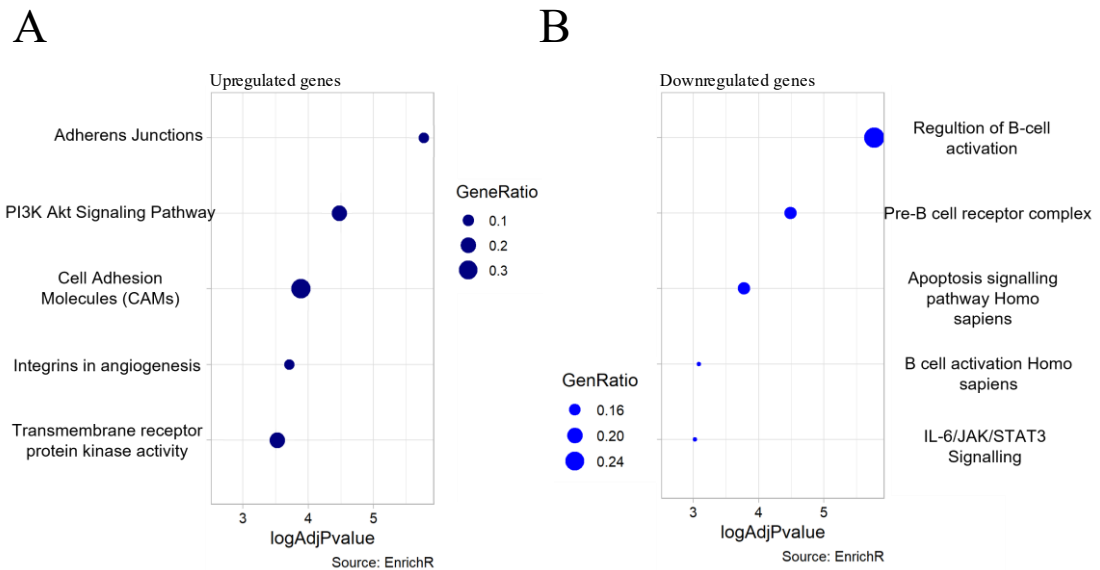 A
Upregulated genes
Adherens Junctions
PI3K Akt Signaling Pathway
Cell Adhesion
Molecules (CAMs)
Integrins in angiogenesis
Transmembrane receptor
protein kinase activity
3 4 5
logAdjPvalue
Source: EnrichR
GeneRatio
0.1
0.2
0.3
B
Downregulated genes
Regultion of B-cell
activation
Pre-B cell receptor complex
Apoptosis signalling
pathway Homo
sapiens
B cell activation Homo
sapiens
IL-6/JAK/STAT3
Signalling
GenRatio
0.16
0.20
0.24
3 4 5
logAdjPvalue
Source: EnrichR